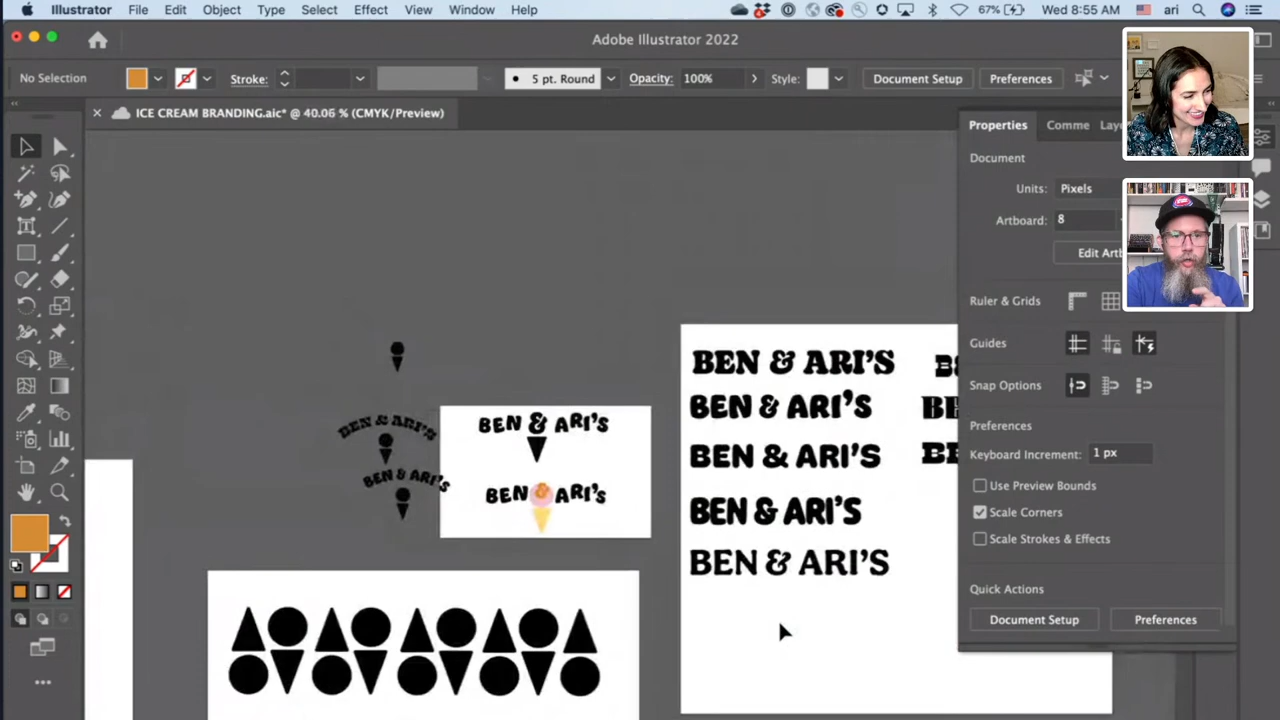 Illustrator File Edit Object Type Select Effect View Window Help 67% Wed 8:55 AM ari
Adobe Illustrator 2022
No Selection Stroke: 5 pt. Round Opacity: 100% Style: Document Setup Preferences
ICE CREAM BRANDING.aic* @ 40.06 % (CMYK/Preview)
Properties Comme Lay
Document
Units: Pixels
Artboard: 8
Edit Artb
Ruler & Grids
Guides
Snap Options
Preferences
Keyboard Increment: 1 px
Use Preview Bounds
Scale Corners
Scale Strokes & Effects
Quick Actions
Document Setup Preferences
BEN & ARI'S
BEN & ARI'S
BEN & ARI'S
BEN & ARI'S
BEN & ARI'S
BEN & ARI'S
BEN & ARI'S
BEN & ARI'S
BEN & ARI'S
BE
BE